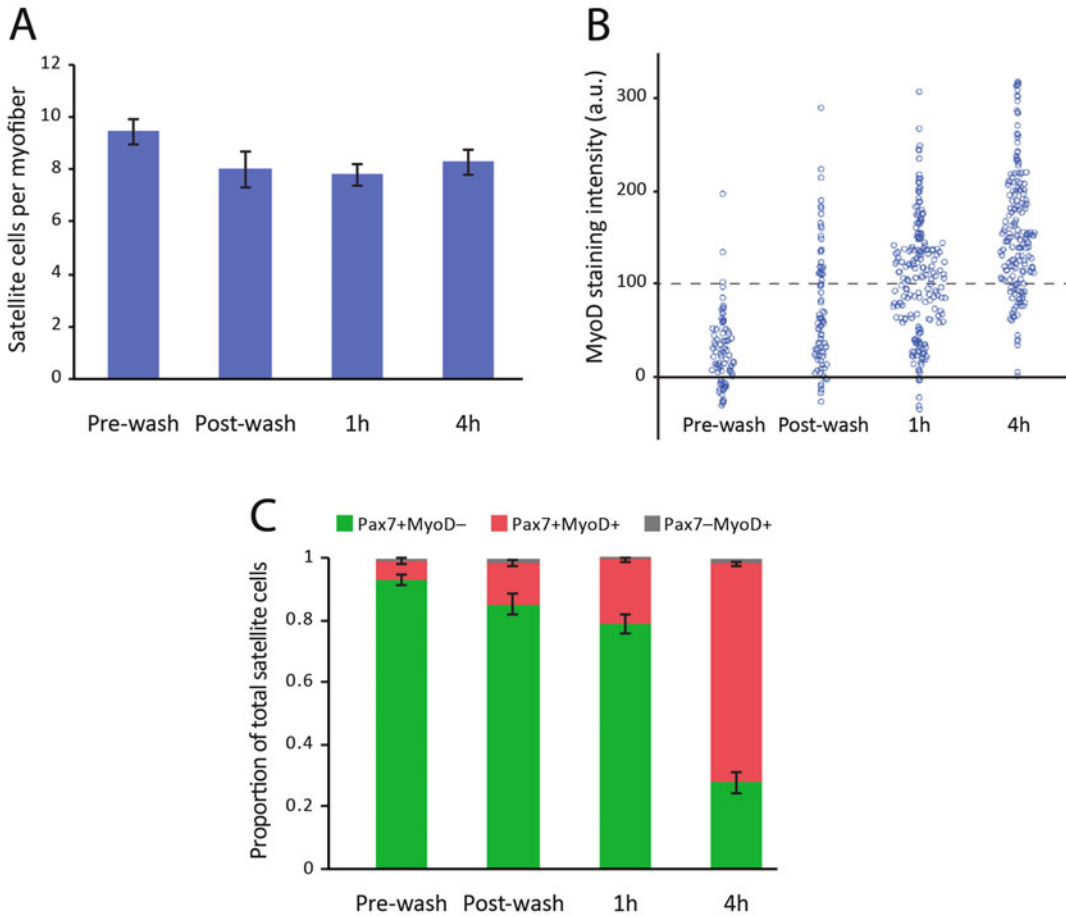 A
Satellite cells per myofiber
12
10
8
6
4
2
0
Pre-wash Post-wash 1h 4h
B
MyoD staining intensity (a.u.)
300
200
100
0
Pre-wash Post-wash 1h 4h
C
Pax7+MyoD– Pax7+MyoD+ Pax7–MyoD+
Proportion of total satellite cells
1
0.8
0.6
0.4
0.2
0
Pre-wash Post-wash 1h 4h